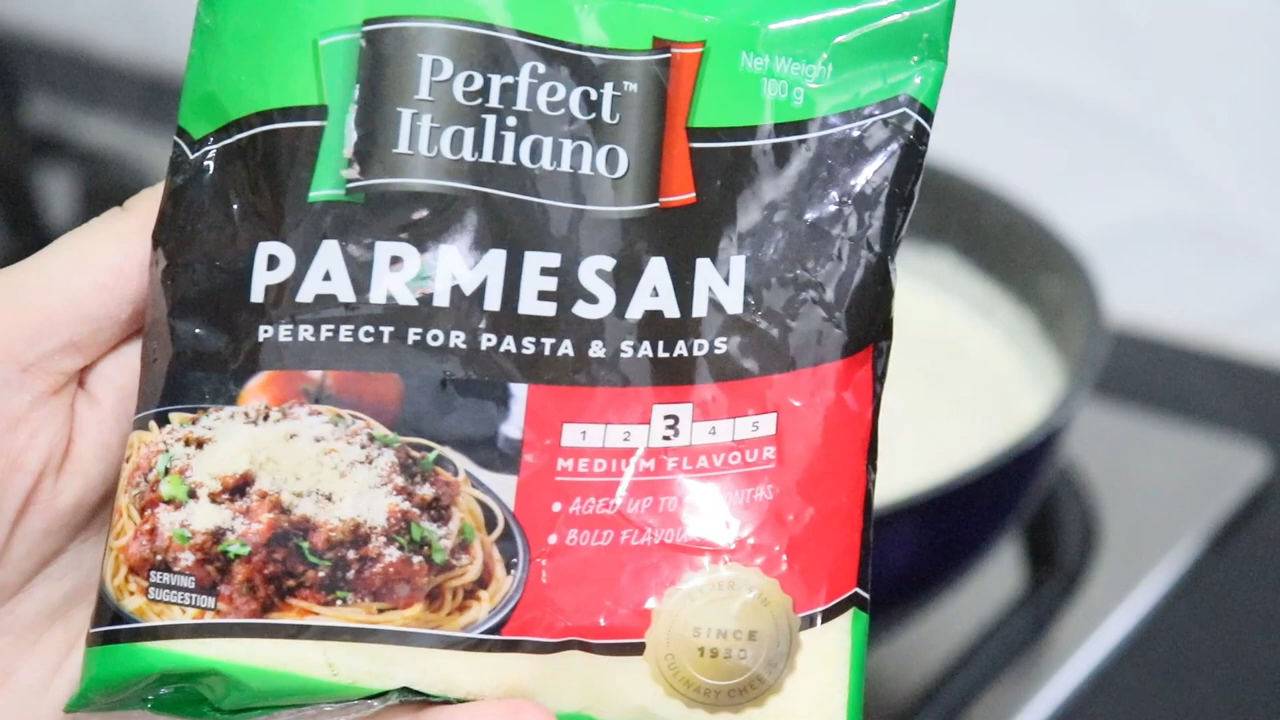 Perfect™
Italiano
Net Weight
100 g
PARMESAN
PERFECT FOR PASTA & SALADS
1 2 3 4 5
MEDIUM FLAVOUR
• AGED UP TO
• BOLD
SERVING
SUGGESTION
SINCE
1930
CULINARY CHEESE